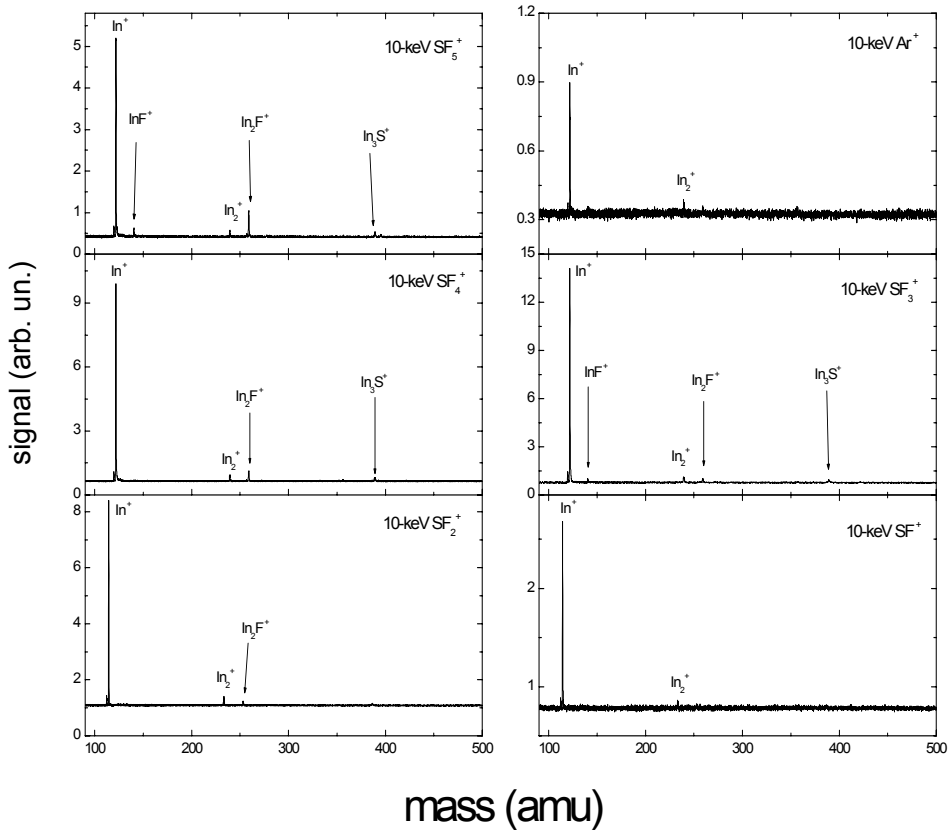 signal (arb. un.)
10-keV SF₅⁺
In⁺
InF⁺
In₂F⁺
In₃S⁺
In₂⁺
5
4
3
2
1
0
10-keV Ar⁺
In⁺
In₂⁺
1.2
0.9
0.6
0.3
10-keV SF₄⁺
In⁺
In₂F⁺
In₃S⁺
In₂⁺
9
6
3
0
10-keV SF₃⁺
In⁺
InF⁺
In₂F⁺
In₃S⁺
In₂⁺
15
12
9
6
3
0
10-keV SF₂⁺
In⁺
In₂F⁺
In₂⁺
8
6
4
2
0
100 200 300 400 500
10-keV SF⁺
In⁺
In₂⁺
2
1
100 200 300 400 500
mass (amu)